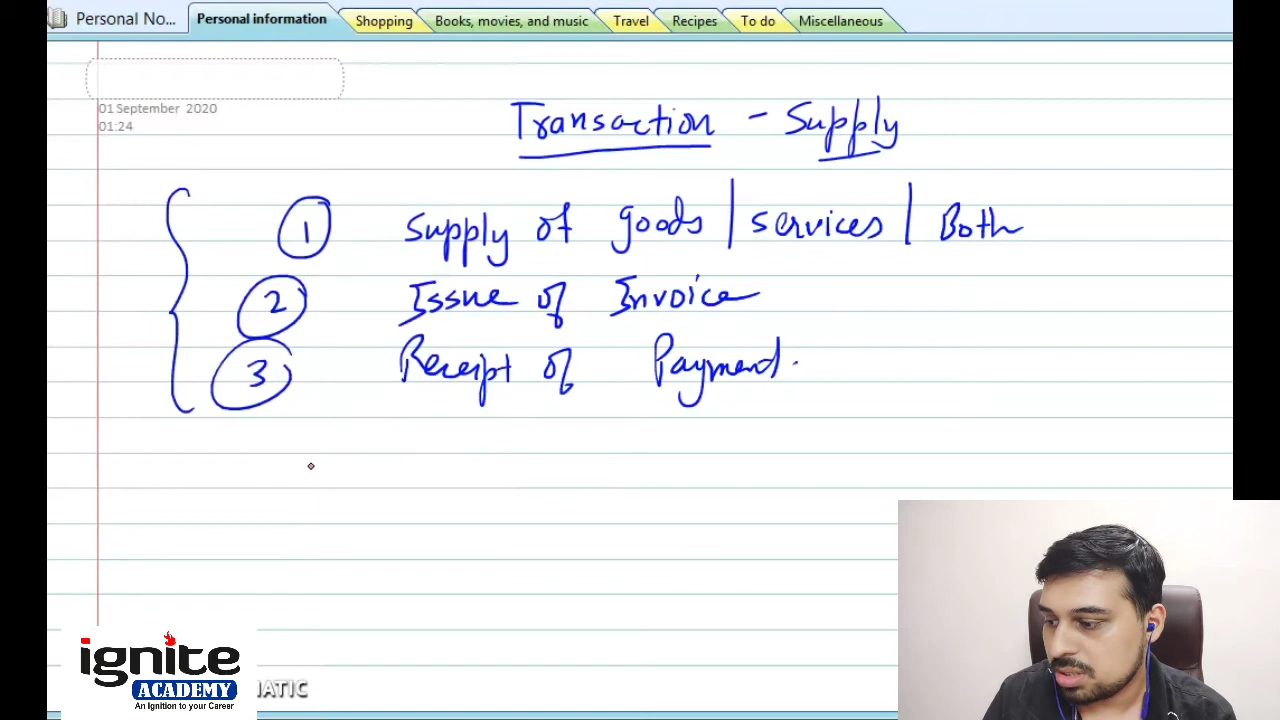 Personal No... Personal information Shopping Books, movies, and music Travel Recipes To do Miscellaneous
01 September 2020
01:24
Transaction - Supply
1 Supply of goods | services | Both
2 Issue of Invoice
3 Receipt of Payment.
ignite
ACADEMY
An Ignition to your Career
MATIC